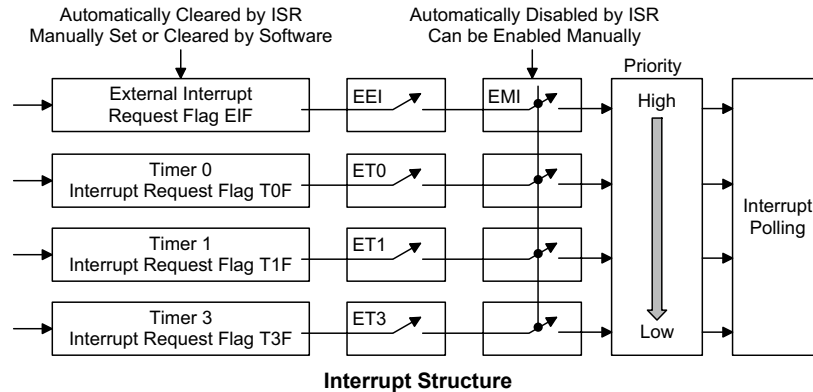 Automatically Cleared by ISR
Manually Set or Cleared by Software
Automatically Disabled by ISR
Can be Enabled Manually
Priority
External Interrupt
Request Flag EIF
EEI
EMI
High
Timer 0
Interrupt Request Flag T0F
ET0
Interrupt
Polling
Timer 1
Interrupt Request Flag T1F
ET1
Timer 3
Interrupt Request Flag T3F
ET3
Low
Interrupt Structure